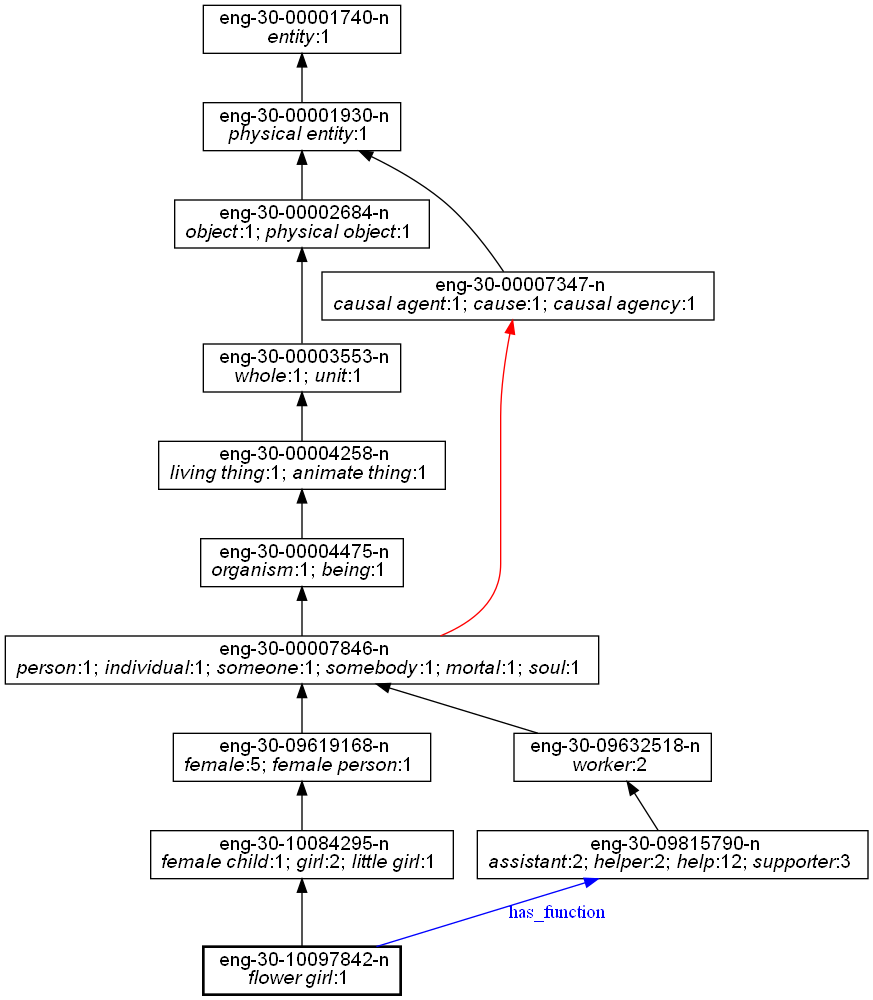 eng-30-00001740-n
entity:1
eng-30-00001930-n
physical entity:1
eng-30-00002684-n
object:1; physical object:1
eng-30-00007347-n
causal agent:1; cause:1; causal agency:1
eng-30-00003553-n
whole:1; unit:1
eng-30-00004258-n
living thing:1; animate thing:1
eng-30-00004475-n
organism:1; being:1
eng-30-00007846-n
person:1; individual:1; someone:1; somebody:1; mortal:1; soul:1
eng-30-09619168-n
female:5; female person:1
eng-30-09632518-n
worker:2
eng-30-10084295-n
female child:1; girl:2; little girl:1
eng-30-09815790-n
assistant:2; helper:2; help:12; supporter:3
has_function
eng-30-10097842-n
flower girl:1